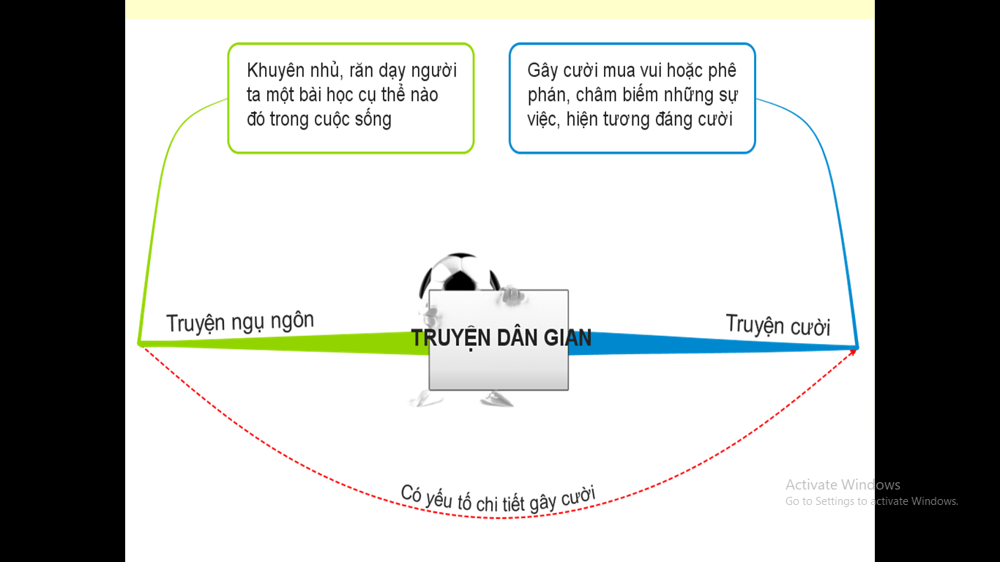 Khuyên nhủ, răn dạy người
ta một bài học cụ thể nào
đó trong cuộc sống
Gây cười mua vui hoặc phê
phán, châm biếm những sự
việc, hiện tương đáng cười
Truyện ngụ ngôn
TRUYỆN DÂN GIAN
Truyện cười
Có yếu tố chi tiết gây cười
Activate Windows
Go to Settings to activate Windows.